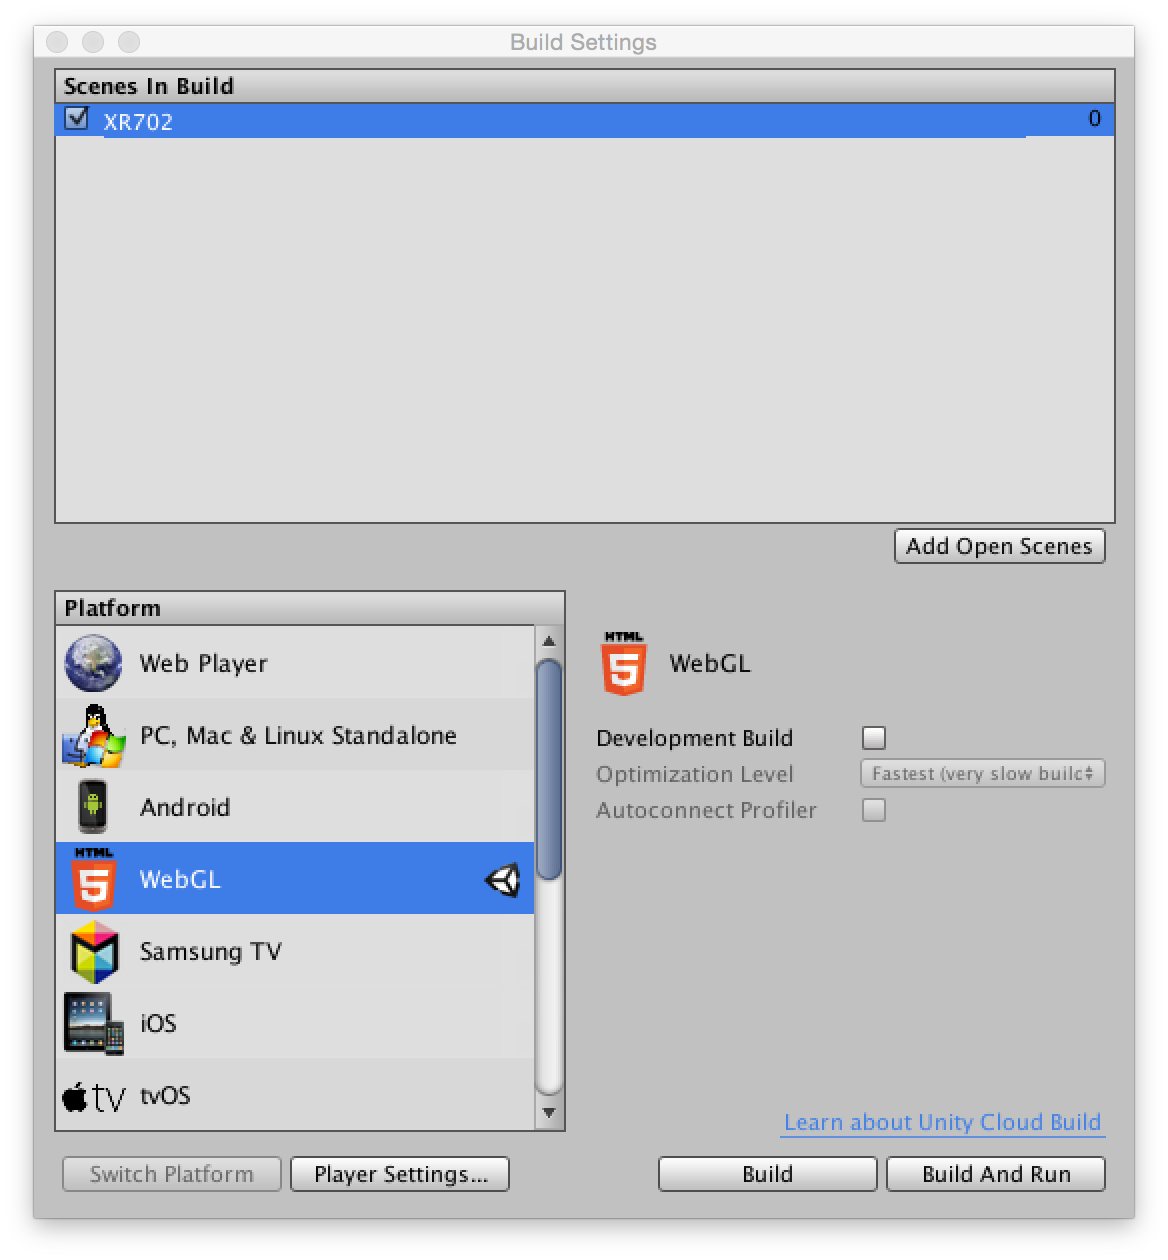 Build Settings
Scenes In Build
XR702 0
Add Open Scenes
Platform
Web Player
PC, Mac & Linux Standalone
Android
HTML
5
WebGL
Samsung TV
iOS
tv tvOS
HTML
5
WebGL
Development Build
Optimization Level Fastest (very slow builc
Autoconnect Profiler
Learn about Unity Cloud Build
Switch Platform Player Settings... Build Build And Run